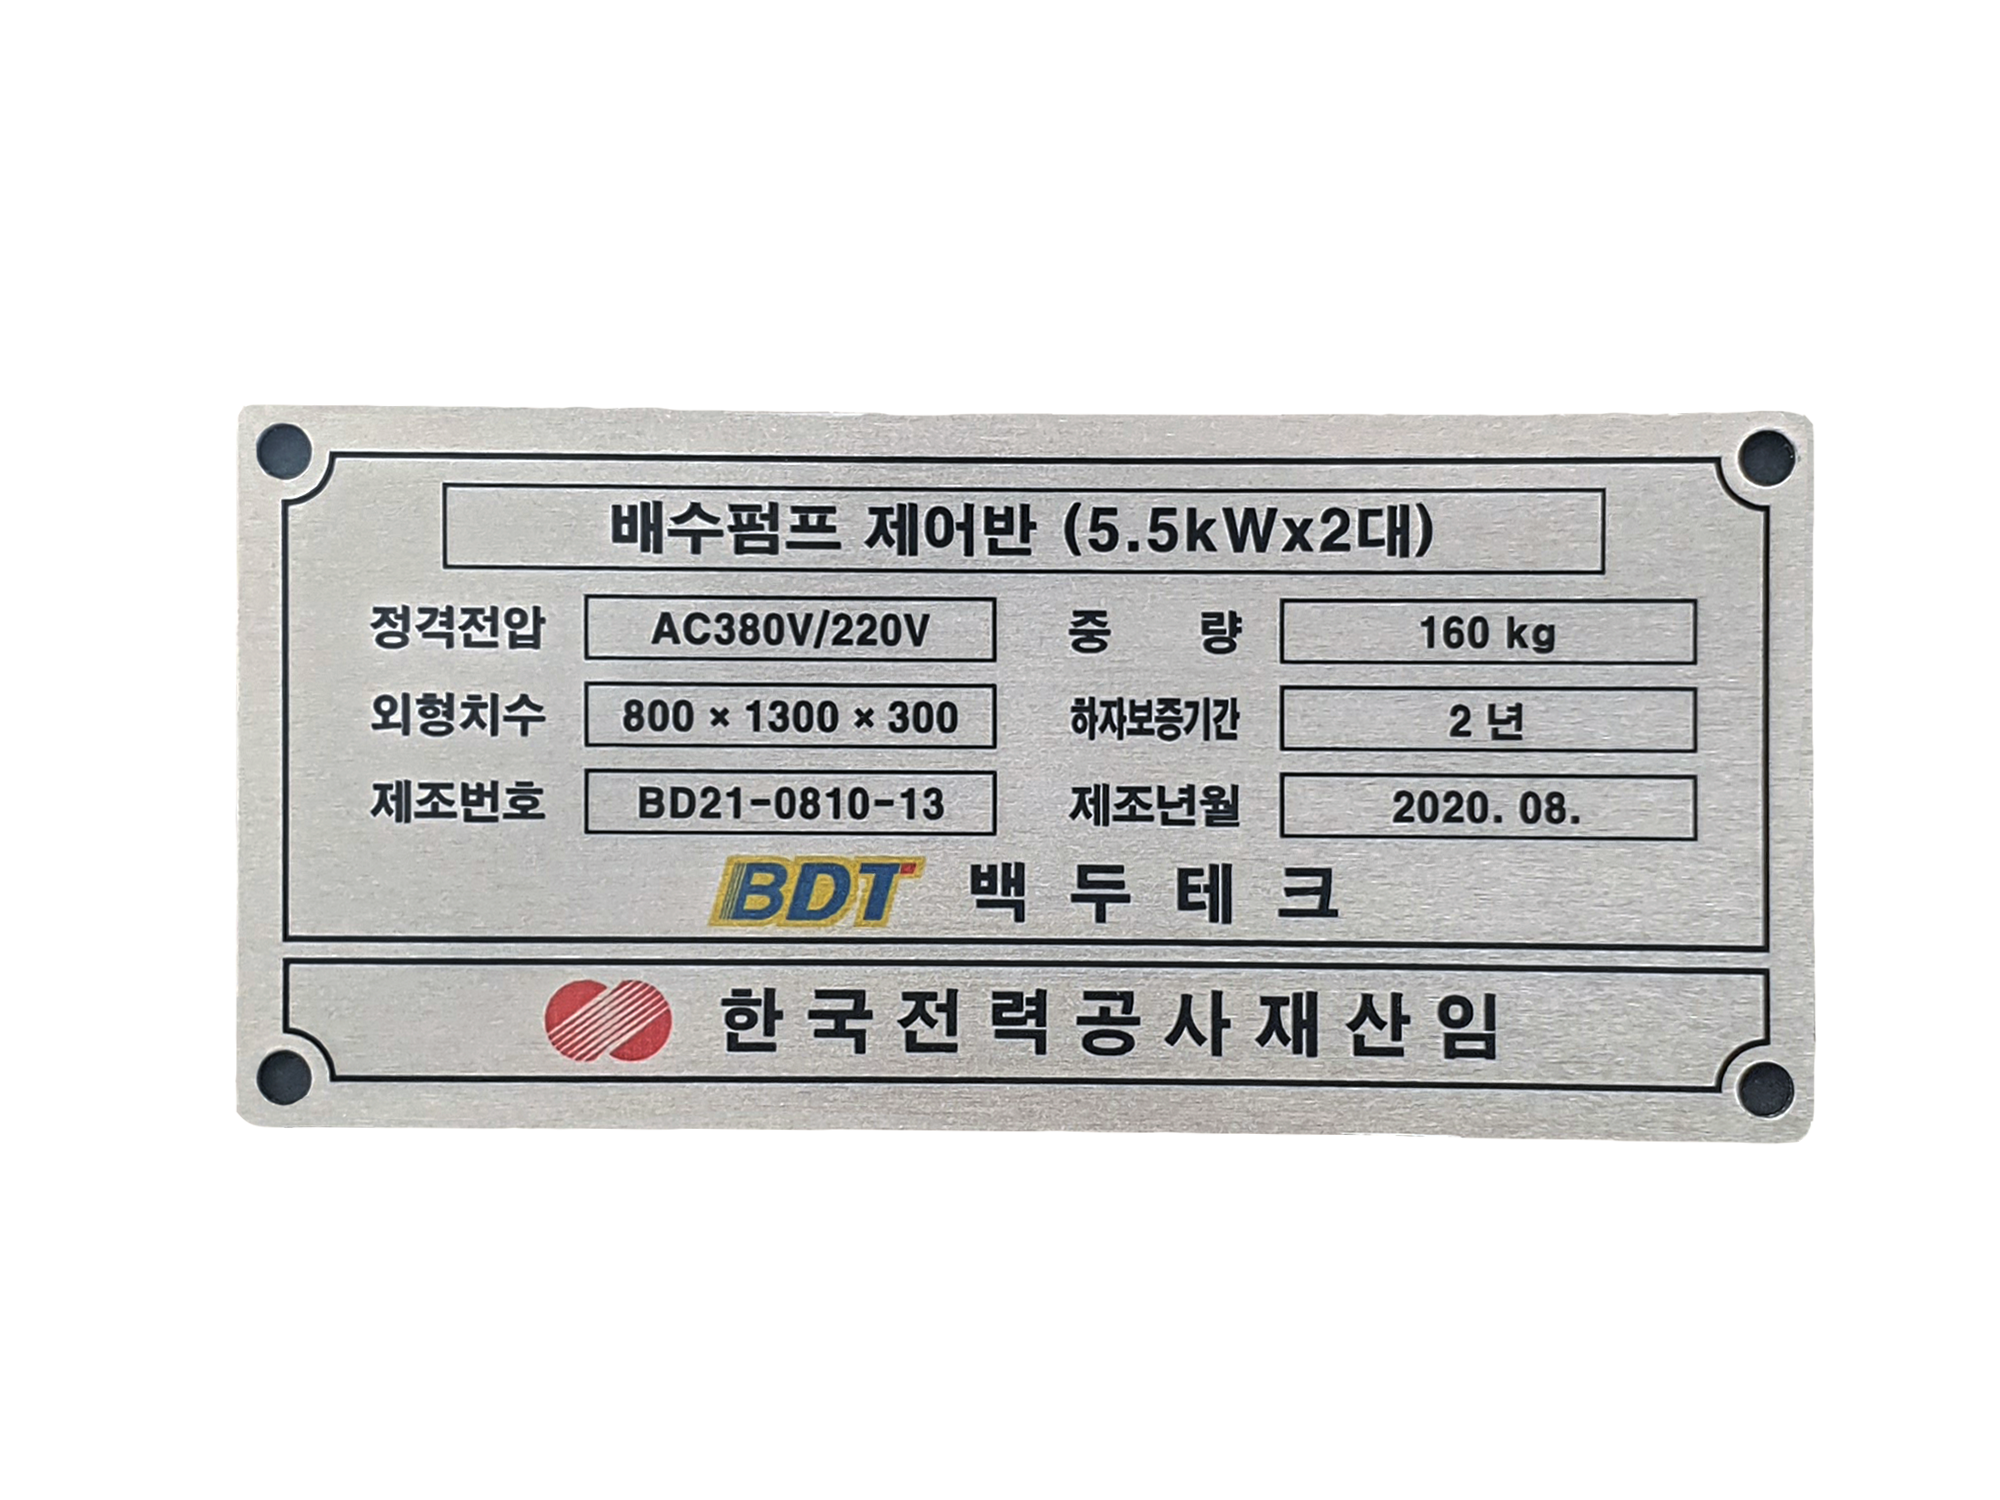 배수펌프 제어반 (5.5kWx2대)
정격전압 AC380V/220V 중 량 160 kg
외형치수 800 × 1300 × 300 하자보증기간 2 년
제조번호 BD21-0810-13 제조년월 2020. 08.
BDT 백두테크
한국전력공사재산임